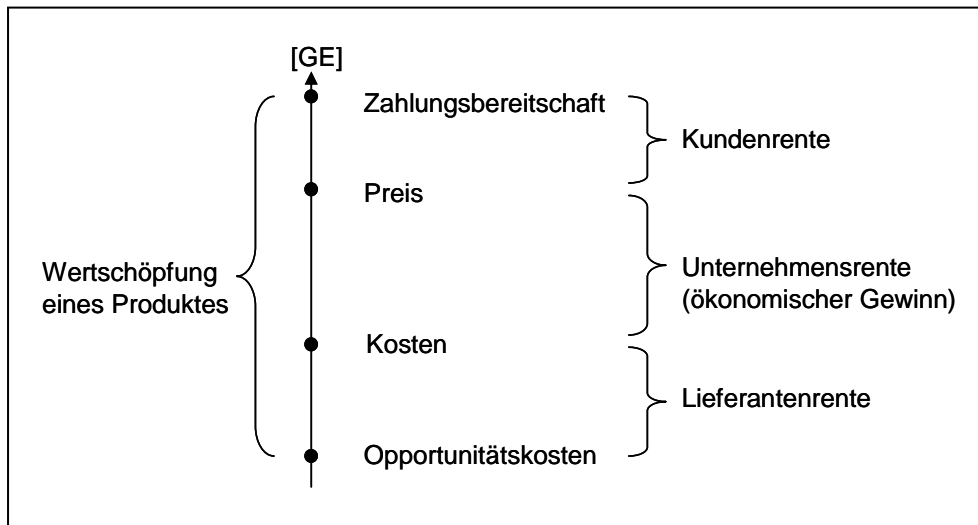 [GE]
Zahlungsbereitschaft
Kundenrente
Preis
Wertschöpfung
eines Produktes
Unternehmensrente
(ökonomischer Gewinn)
Kosten
Lieferantenrente
Opportunitätskosten